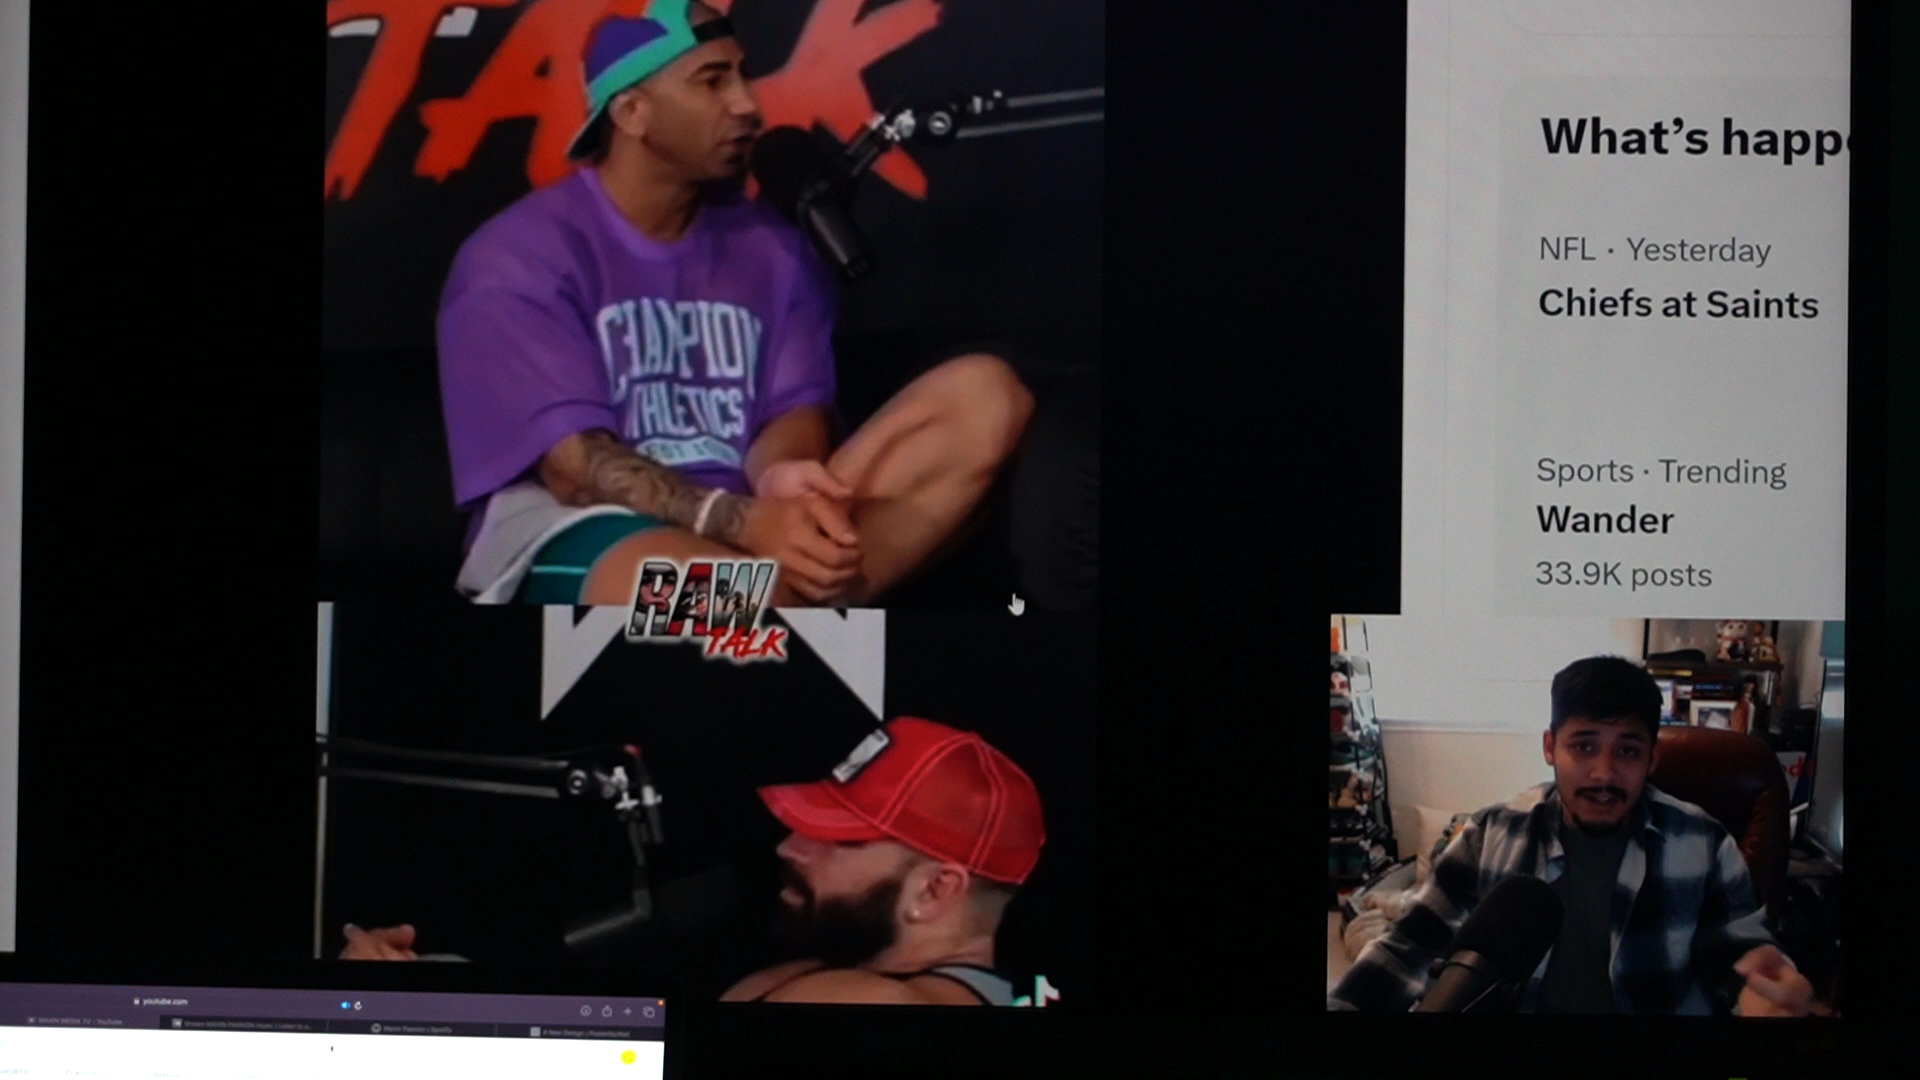 TALK
CHAMPION
ATHLETICS
RAW
TALK
What's happ
NFL · Yesterday
Chiefs at Saints
Sports · Trending
Wander
33.9K posts
youtube.com